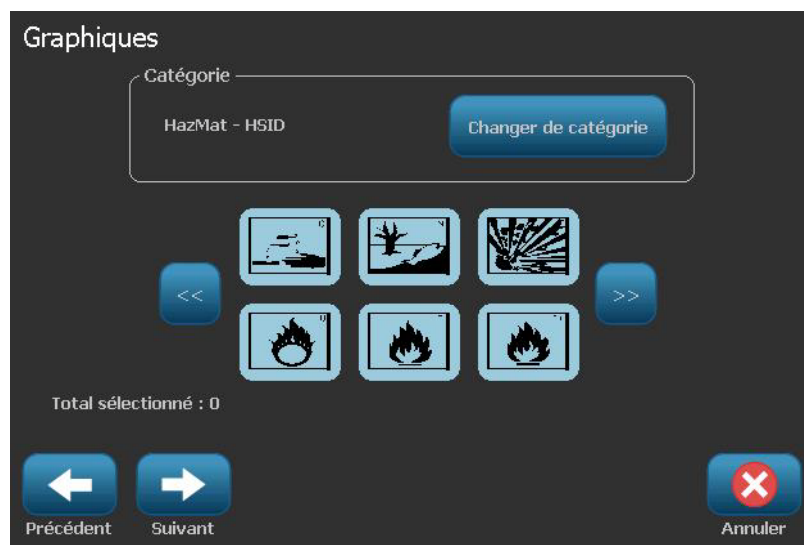 Graphiques
Catégorie
HazMat - HSID
Changer de catégorie
<<
>>
Total sélectionné : 0
Précédent
Suivant
Annuler